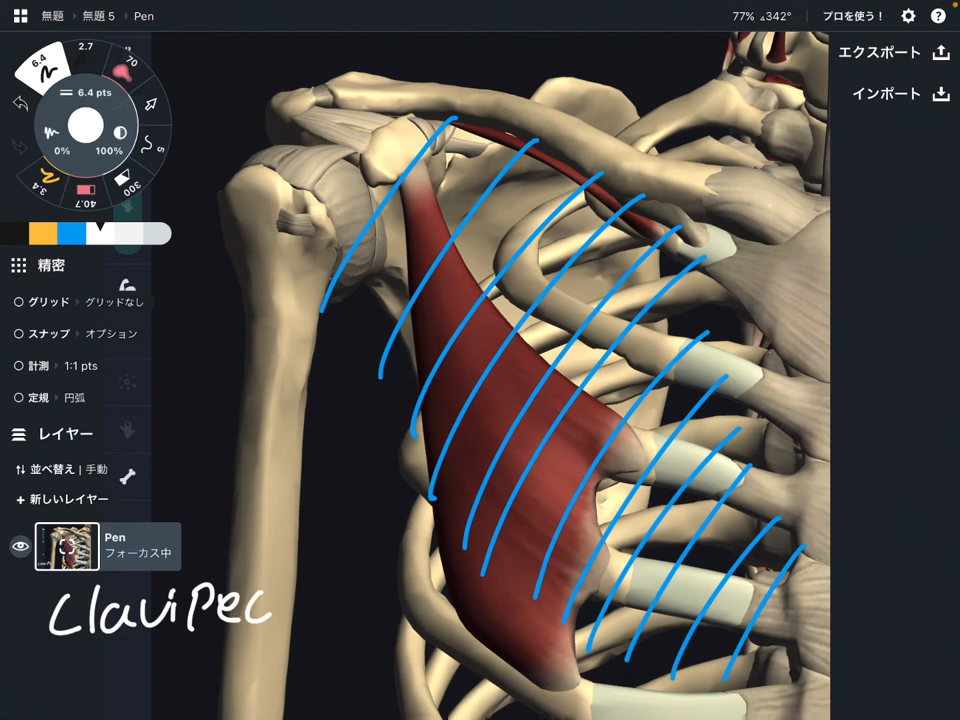 無題 無題 5 Pen
77% ⊿342° プロを使う！
エクスポート
インポート
2.7
6.4
70
6.4 pts
0% 100%
5
3.4
40.7
300
精密
グリッド グリッドなし
スナップ オプション
計測 1:1 pts
定規 円弧
レイヤー
並べ替え | 手動
+ 新しいレイヤー
Pen
フォーカス中
clavipec